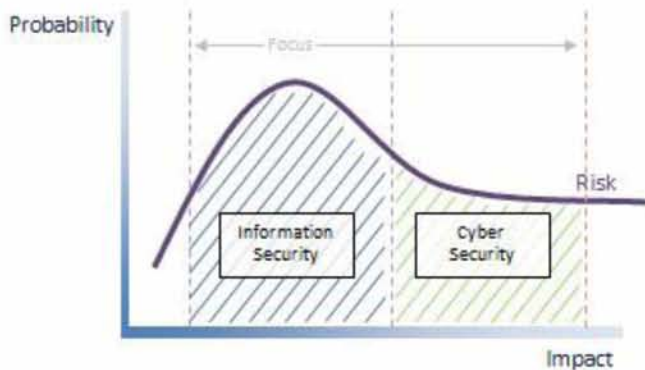 Probability
Focus
Risk
Information
Security
Cyber
Security
Impact